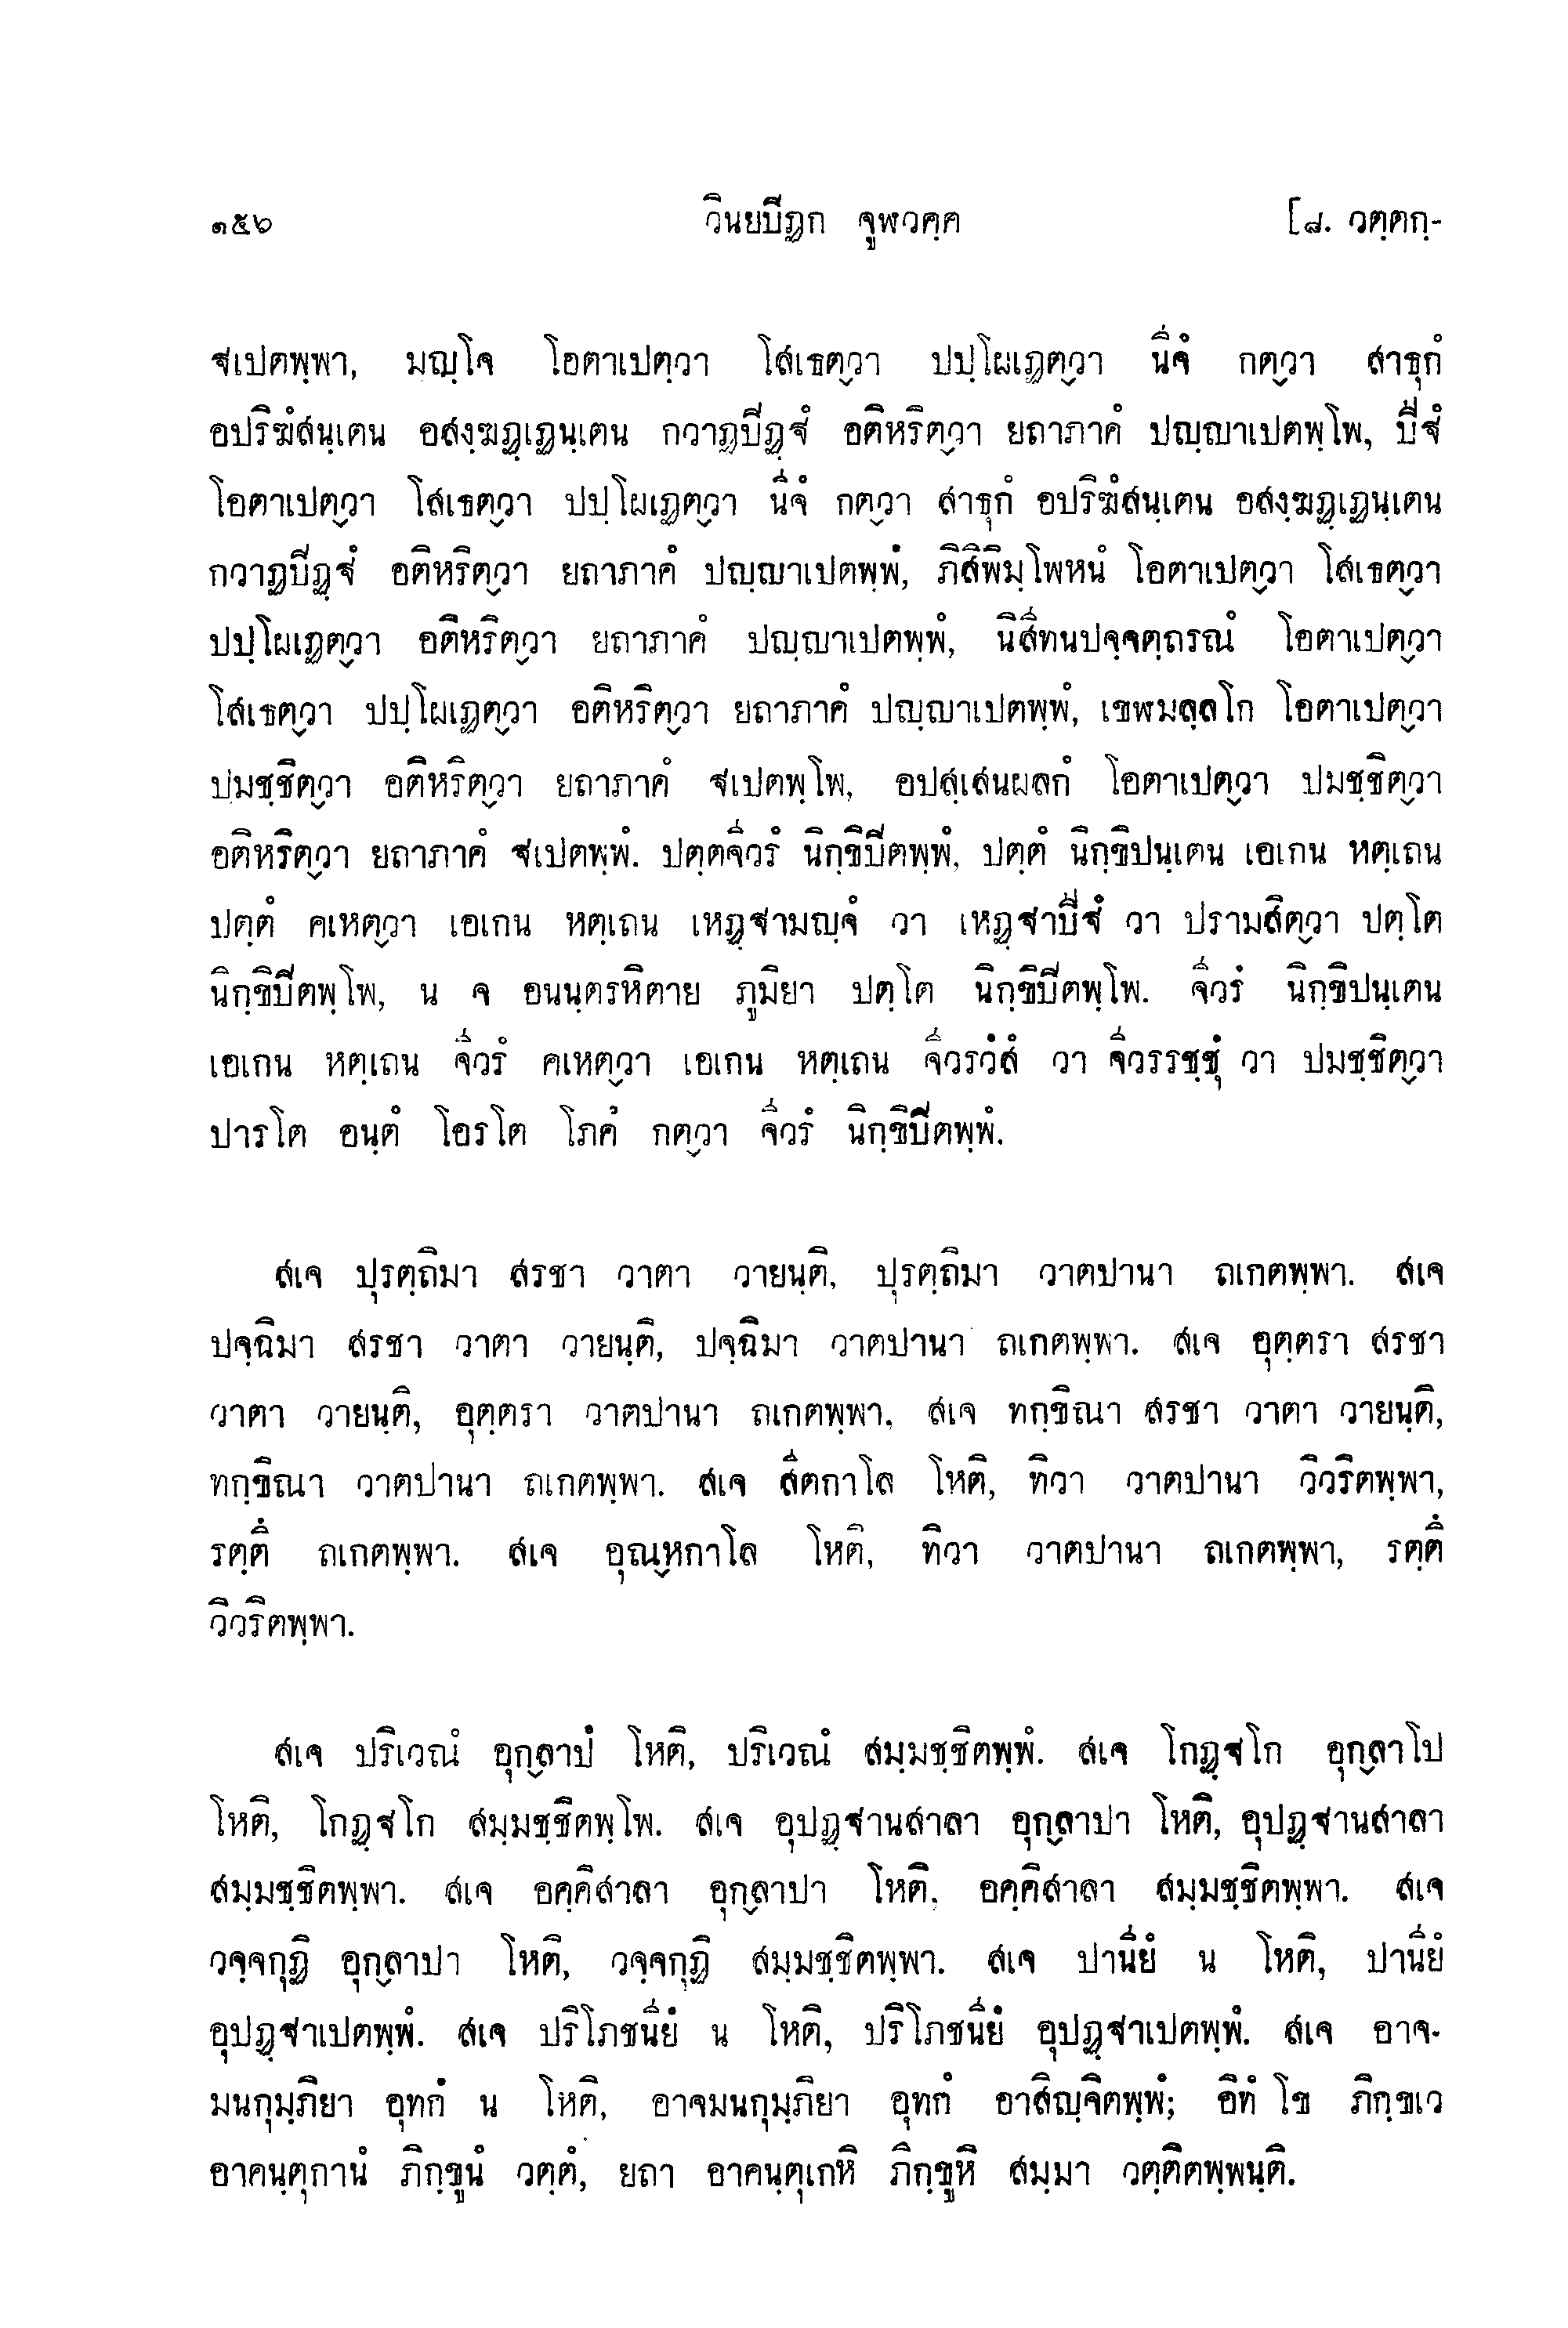 ๑๕๖ วินยปิฏก จูฬวคฺค [๘. วตฺตกฺ-
ฐเปตพฺพา, มญฺโจ โอตาเปตฺวา โสเธตฺวา ปปฺโผเฏตฺวา นีจํ กตฺวา สาธุกํ
อปริฆํสนฺเตน อสงฺฆฏฺเฏนฺเตน กวาฏปิฏฺฐํ อติหริตฺวา ยถาภาคํ ปญฺญาเปตพฺโพ, ปีฐํ
โอตาเปตฺวา โสเธตฺวา ปปฺโผเฏตฺวา นีจํ กตฺวา สาธุกํ อปริฆํสนฺเตน อสงฺฆฏฺเฏนฺเตน
กวาฏปิฏฺฐํ อติหริตฺวา ยถาภาคํ ปญฺญาเปตพฺพํ, ภิสิพิมฺโพหนํ โอตาเปตฺวา โสเธตฺวา
ปปฺโผเฏตฺวา อติหริตฺวา ยถาภาคํ ปญฺญาเปตพฺพํ, นิสีทนปจฺจตฺถรณํ โอตาเปตฺวา
โสเธตฺวา ปปฺโผเฏตฺวา อติหริตฺวา ยถาภาคํ ปญฺญาเปตพฺพํ, เขฬมลฺลโก โอตาเปตฺวา
ปมชฺชิตฺวา อติหริตฺวา ยถาภาคํ ฐเปตพฺโพ, อปสฺเสนผลกํ โอตาเปตฺวา ปมชฺชิตฺวา
อติหริตฺวา ยถาภาคํ ฐเปตพฺพํ. ปตฺตจีวรํ นิกฺขิปิตพฺพํ, ปตฺตํ นิกฺขิปนฺเตน เอเกน หตฺเถน
ปตฺตํ คเหตฺวา เอเกน หตฺเถน เหฏฺฐามญฺจํ วา เหฏฺฐาปีฐํ วา ปรามสิตฺวา ปตฺโต
นิกฺขิปิตพฺโพ, น จ อนนฺตรหิตาย ภูมิยา ปตฺโต นิกฺขิปิตพฺโพ. จีวรํ นิกฺขิปนฺเตน
เอเกน หตฺเถน จีวรํ คเหตฺวา เอเกน หตฺเถน จีวรวํสํ วา จีวรรชฺชุํ วา ปมชฺชิตฺวา
ปารโต อนฺตํ โอรโต โภคํ กตฺวา จีวรํ นิกฺขิปิตพฺพํ.
สเจ ปุรตฺถิมา สรชา วาตา วายนฺติ, ปุรตฺถิมา วาตปานา ถเกตพฺพา. สเจ
ปจฺฉิมา สรชา วาตา วายนฺติ, ปจฺฉิมา วาตปานา ถเกตพฺพา. สเจ อุตฺตรา สรชา
วาตา วายนฺติ, อุตฺตรา วาตปานา ถเกตพฺพา. สเจ ทกฺขิณา สรชา วาตา วายนฺติ,
ทกฺขิณา วาตปานา ถเกตพฺพา. สเจ สีตกาโล โหติ, ทิวา วาตปานา วิวริตพฺพา,
รตฺตึ ถเกตพฺพา. สเจ อุณฺหกาโล โหติ, ทิวา วาตปานา ถเกตพฺพา, รตฺตึ
วิวริตพฺพา.
สเจ ปริเวณํ อุกฺลาปํ โหติ, ปริเวณํ สมฺมชฺชิตพฺพํ. สเจ โกฏฺฐโก อุกฺลาโป
โหติ, โกฏฺฐโก สมฺมชฺชิตพฺโพ. สเจ อุปฏฺฐานสาลา อุกฺลาปา โหติ, อุปฏฺฐานสาลา
สมฺมชฺชิตพฺพา. สเจ อคฺคิสาลา อุกฺลาปา โหติ, อคฺคิสาลา สมฺมชฺชิตพฺพา. สเจ
วจฺจกุฏิ อุกฺลาปา โหติ, วจฺจกุฏิ สมฺมชฺชิตพฺพา. สเจ ปานียํ น โหติ, ปานียํ
อุปฏฺฐาเปตพฺพํ. สเจ ปริโภชนียํ น โหติ, ปริโภชนียํ อุปฏฺฐาเปตพฺพํ. สเจ อาจ-
มนกุมฺภิยา อุทกํ น โหติ, อาจมนกุมฺภิยา อุทกํ อาสิญฺจิตพฺพํ; อิทํ โข ภิกฺขเว
อาคนฺตุกานํ ภิกฺขูนํ วตฺตํ, ยถา อาคนฺตุเกหิ ภิกฺขูหิ สมฺมา วตฺติตพฺพนฺติ.